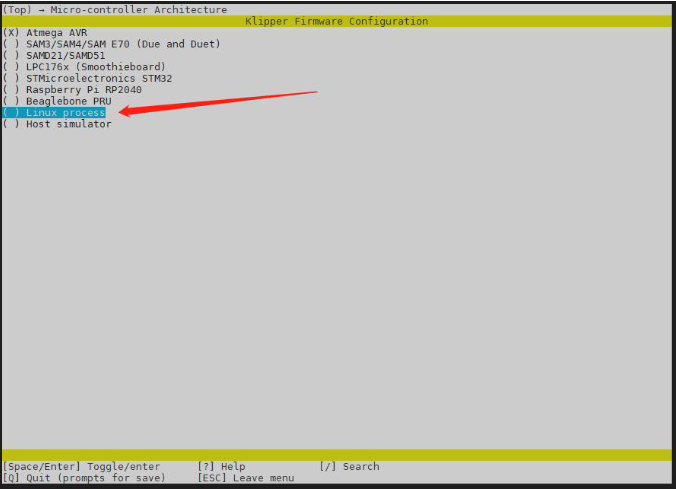 (Top) → Micro-controller Architecture
Klipper Firmware Configuration
(X) Atmega AVR
( ) SAM3/SAM4/SAM E70 (Due and Duet)
( ) SAMD21/SAMD51
( ) LPC176x (Smoothieboard)
( ) STMicroelectronics STM32
( ) Raspberry Pi RP2040
( ) Beaglebone PRU
( ) Linux process
( ) Host simulator
[Space/Enter] Toggle/enter [?] Help [/] Search
[Q] Quit (prompts for save) [ESC] Leave menu